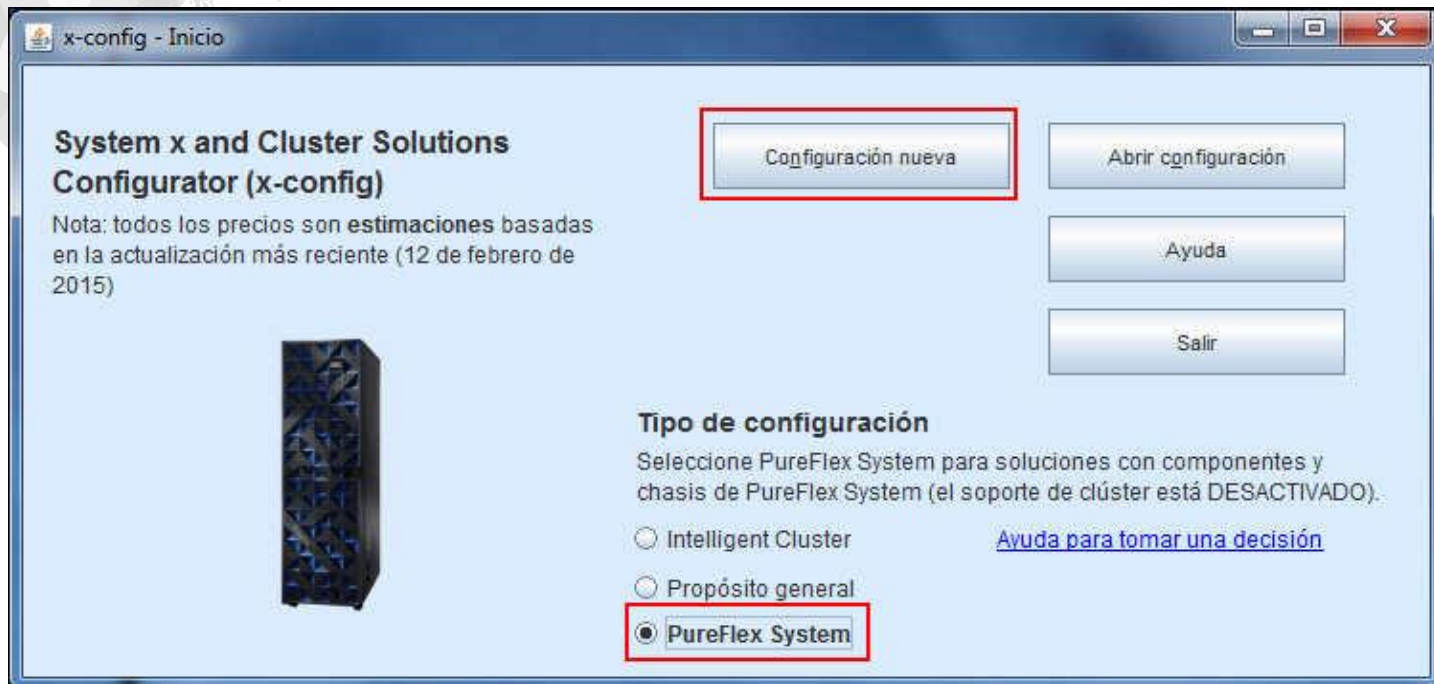 x-config - Inicio
System x and Cluster Solutions
Configurator (x-config)
Nota: todos los precios son estimaciones basadas
en la actualización más reciente (12 de febrero de
2015)
Configuración nueva
Abrir configuración
Ayuda
Salir
Tipo de configuración
Seleccione PureFlex System para soluciones con componentes y
chasis de PureFlex System (el soporte de clúster está DESACTIVADO).
Intelligent Cluster
Ayuda para tomar una decisión
Propósito general
PureFlex System